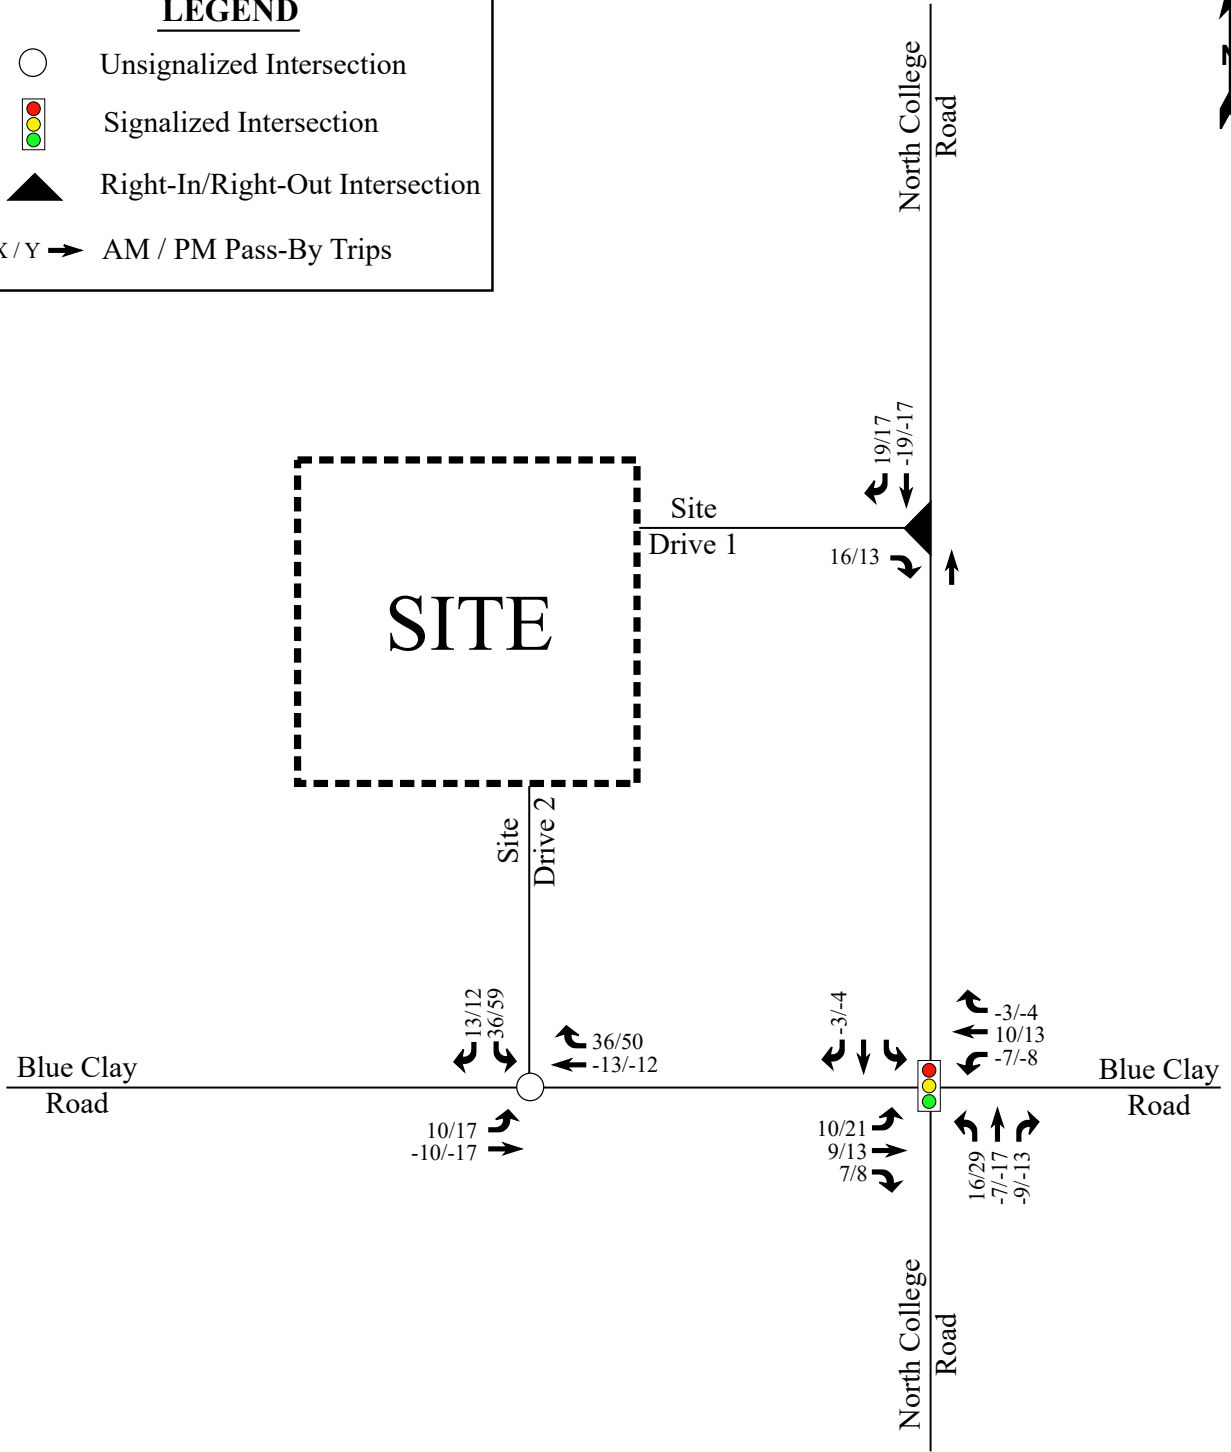 LEGEND
Unsignalized Intersection
Signalized Intersection
Right-In/Right-Out Intersection
X / Y AM / PM Pass-By Trips
N
North College
Road
19/17
-19/-17
Site
Drive 1
16/13
SITE
Site
Drive 2
13/12
36/59
36/50
-13/-12
Blue Clay
Road
10/17
-10/-17
-3/-4
-3/-4
10/13
-7/-8
Blue Clay
Road
10/21
9/13
7/8
16/29
-7/-17
-9/-13
North College
Road